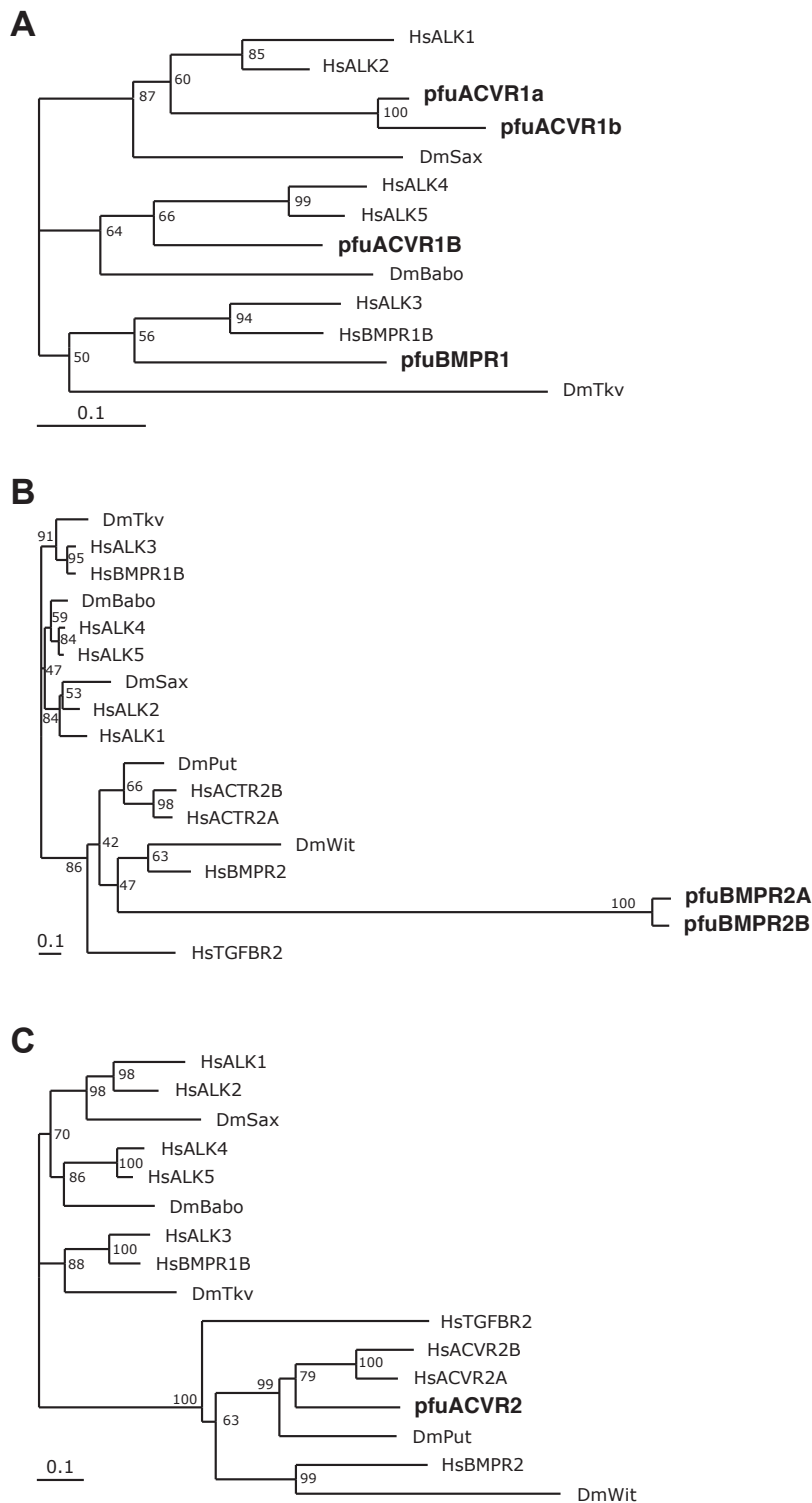 A
HsALK1
85
HsALK2
60
pfuACVR1a
87
100
pfuACVR1b
DmSax
HsALK4
99
66
HsALK5
64
pfuACVR1B
DmBabo
HsALK3
94
HsBMPR1B
56
50
pfuBMPR1
DmTkv
0.1
B
DmTkv
91
HsALK3
95
HsBMPR1B
DmBabo
59
HsALK4
84
HsALK5
47
DmSax
53
HsALK2
84
HsALK1
DmPut
66
HsACTR2B
98
HsACTR2A
42
DmWit
63
86
HsBMPR2
47
100
pfuBMPR2A
pfuBMPR2B
0.1
HsTGFBR2
C
HsALK1
98
98
HsALK2
DmSax
70
HsALK4
100
86
HsALK5
DmBabo
HsALK3
100
88
HsBMPR1B
DmTkv
HsTGFBR2
HsACVR2B
100
99
79
HsACVR2A
100
pfuACVR2
63
DmPut
HsBMPR2
0.1
99
DmWit